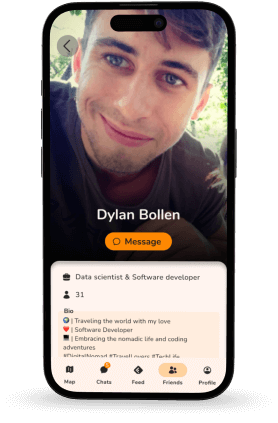 Dylan Bollen
Message
Data scientist & Software developer
31
Bio
🌍 | Traveling the world with my love
❤️ | Software Developer
💻 | Embracing the nomadic life and coding
adventures
#DigitalNomad #TravelLovers #TechLife
Map
Chats
Feed
Friends
Profile